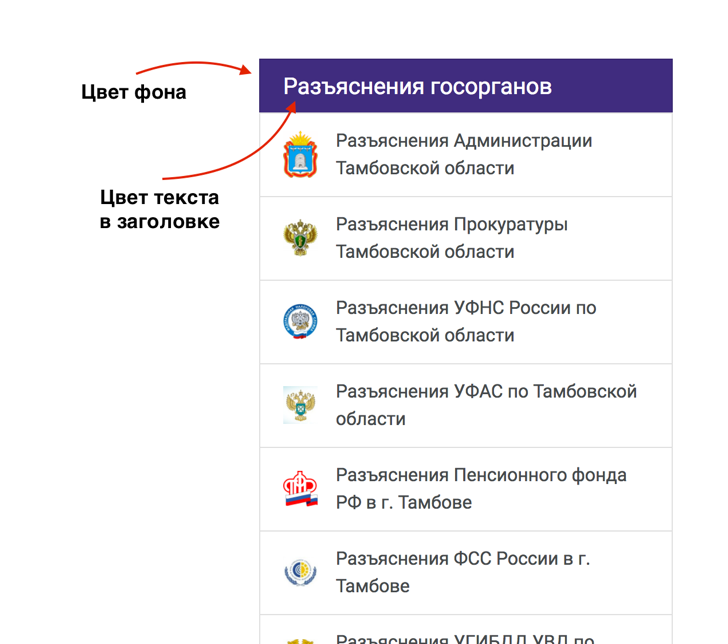 Цвет фона
Разъяснения госорганов
Цвет текста
в заголовке
Разъяснения Администрации
Тамбовской области
Разъяснения Прокуратуры
Тамбовской области
Разъяснения УФНС России по
Тамбовской области
Разъяснения УФАС по Тамбовской
области
Разъяснения Пенсионного фонда
РФ в г. Тамбове
Разъяснения ФСС России в г.
Тамбове
Разъяснения УГИБДД УВД по